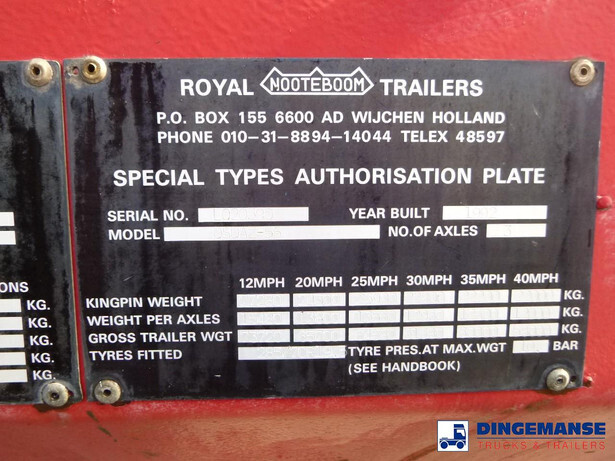 ROYAL NOOTEBOOM TRAILERS
P.O. BOX 155 6600 AD WIJCHEN HOLLAND
PHONE 010-31-8894-14044 TELEX 48597
SPECIAL TYPES AUTHORISATION PLATE
SERIAL NO. YEAR BUILT
MODEL NO. OF AXLES
12MPH 20MPH 25MPH 30MPH 35MPH 40MPH
KINGPIN WEIGHT KG.
WEIGHT PER AXLES KG.
GROSS TRAILER WGT KG.
TYRES FITTED TYRE PRES. AT MAX. WGT BAR
(SEE HANDBOOK)
ONS
KG.
KG.
KG.
KG.
KG.
DINGEMANSE
TRUCKS & TRAILERS